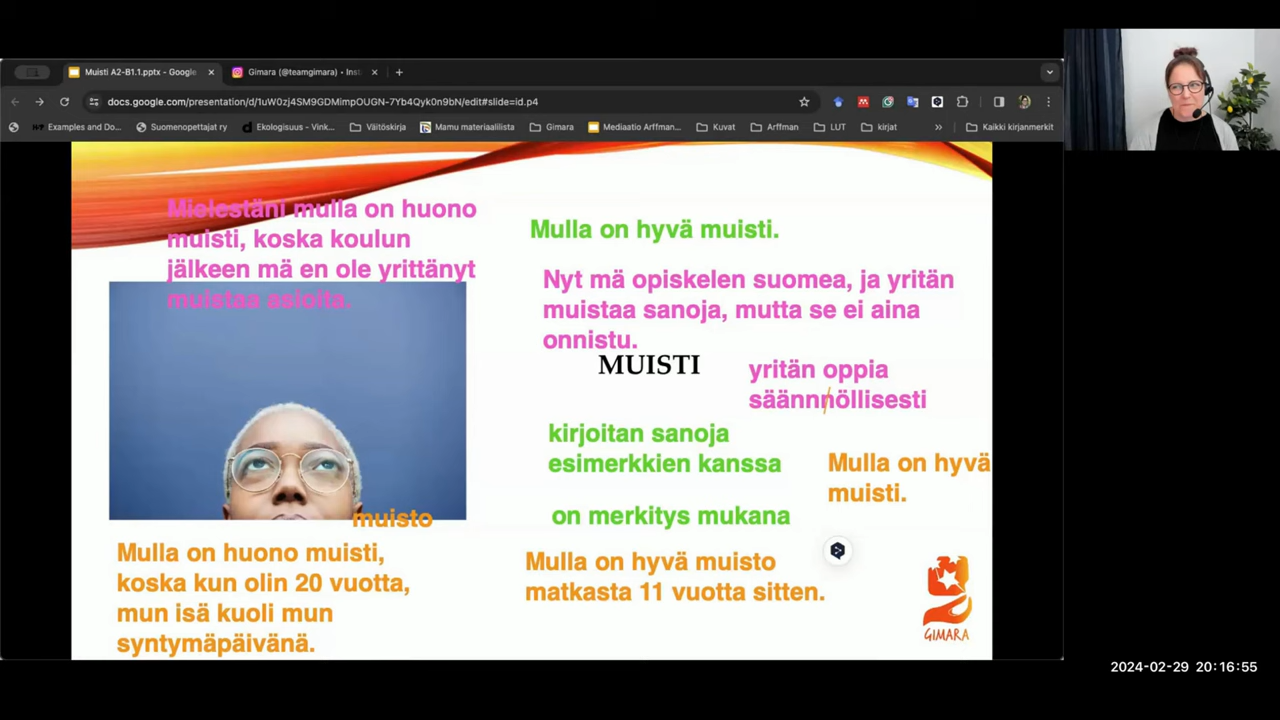 Muisti A2-B1.1.pptx - Google
Gimara (@teamgimara) • Inst
docs.google.com/presentation/d/1uW0zj4SM9GDMimpOUGN-7Yb4Qyk0n9bN/edit#slide=id.p4
Examples and Do...
Suomenopettajat ry
Ekologisuus - Vink...
Väitöskirja
Mamu materiaalista
Gimara
Mediaatio Arffman...
Kuvat
Arffman
LUT
kirjat
Kaikki kirjanmerkit
Mielestäni mulla on huono
muisti, koska koulun
jälkeen mä en ole yrittänyt
muistaa asioita.
Mulla on hyvä muisti.
Nyt mä opiskelen suomea, ja yritän
muistaa sanoja, mutta se ei aina
onnistu.
MUISTI
yritän oppia
säännnöllisesti
kirjoitan sanoja
esimerkkien kanssa
Mulla on hyvä
muisti.
on merkitys mukana
muisto
Mulla on huono muisti,
koska kun olin 20 vuotta,
mun isä kuoli mun
syntymäpäivänä.
Mulla on hyvä muisto
matkasta 11 vuotta sitten.
GIMARA
2024-02-29 20:16:55